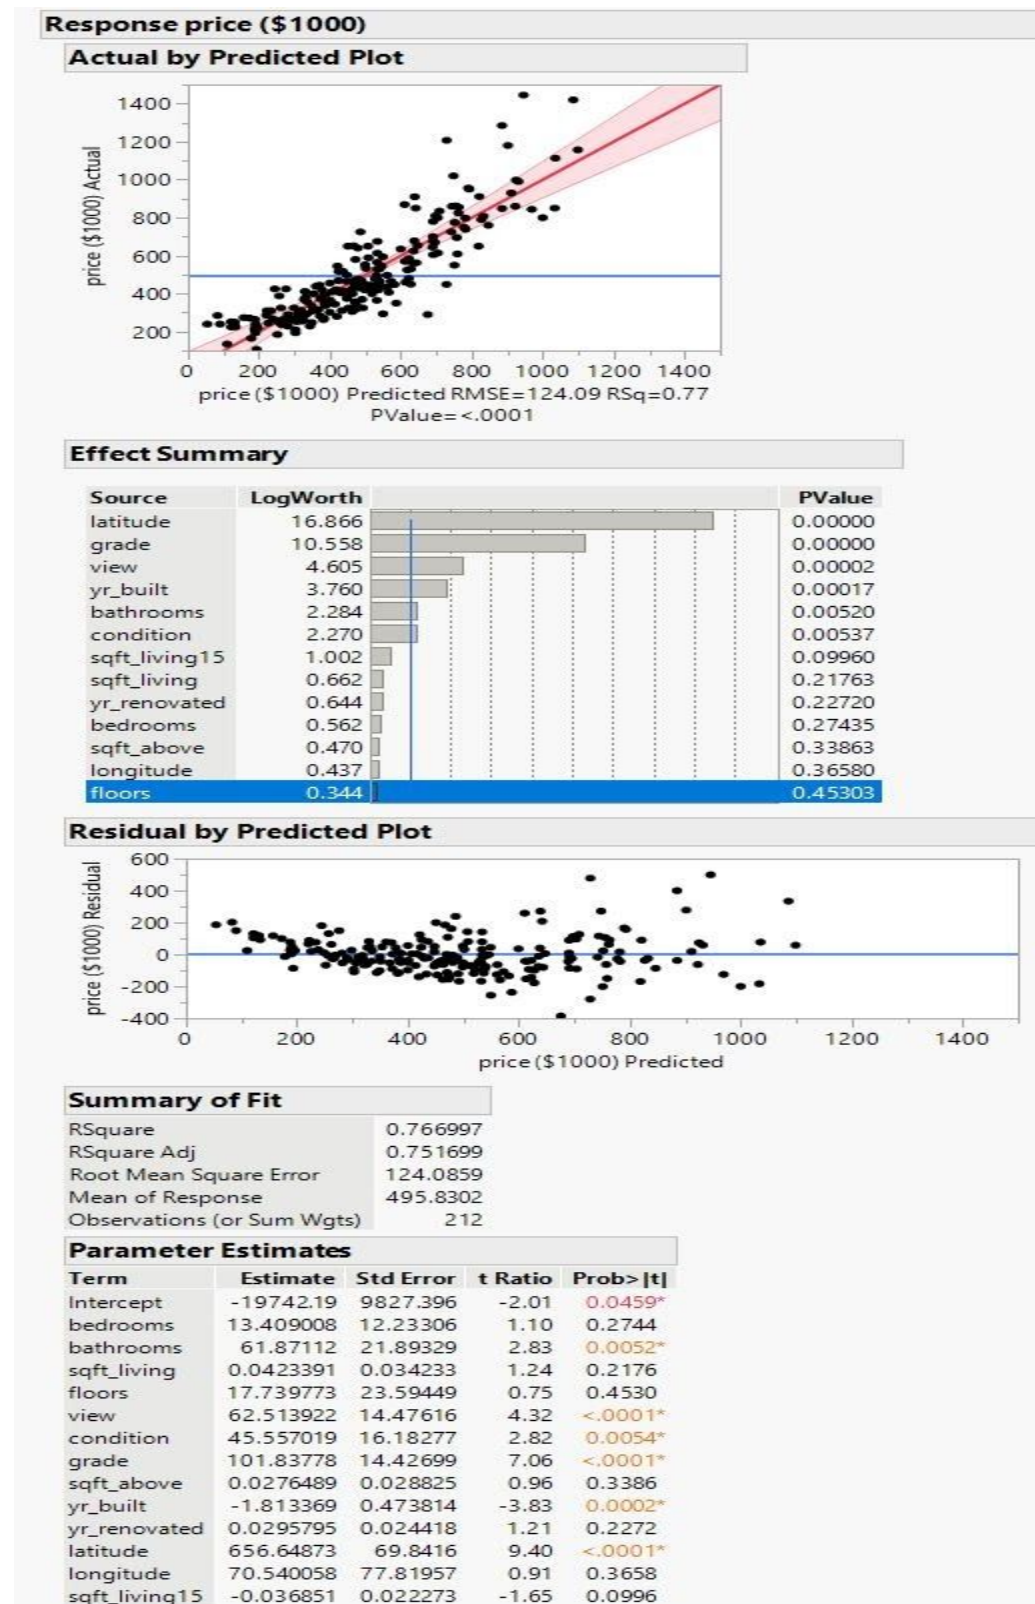 Response price ($1000)
Actual by Predicted Plot
price ($1000) Actual
1400
1200
1000
800
600
400
200
0 200 400 600 800 1000 1200 1400
price ($1000) Predicted RMSE=124.09 RSq=0.77
PValue=<.0001
Effect Summary
Source LogWorth PValue
latitude 16.866 0.00000
grade 10.558 0.00000
view 4.605 0.00002
yr_built 3.760 0.00017
bathrooms 2.284 0.00520
condition 2.270 0.00537
sqft_living15 1.002 0.09960
sqft_living 0.662 0.21763
yr_renovated 0.644 0.22720
bedrooms 0.562 0.27435
sqft_above 0.470 0.33863
longitude 0.437 0.36580
floors 0.344 0.45303
Residual by Predicted Plot
price ($1000) Residual
600
400
200
0
-200
-400
0 200 400 600 800 1000 1200 1400
price ($1000) Predicted
Summary of Fit
RSquare 0.766997
RSquare Adj 0.751699
Root Mean Square Error 124.0859
Mean of Response 495.8302
Observations (or Sum Wgts) 212
Parameter Estimates
Term Estimate Std Error t Ratio Prob>|t|
Intercept -19742.19 9827.396 -2.01 0.0459*
bedrooms 13.409008 12.23306 1.10 0.2744
bathrooms 61.87112 21.89329 2.83 0.0052*
sqft_living 0.0423391 0.034233 1.24 0.2176
floors 17.739773 23.59449 0.75 0.4530
view 62.513922 14.47616 4.32 <.0001*
condition 45.557019 16.18277 2.82 0.0054*
grade 101.83778 14.42699 7.06 <.0001*
sqft_above 0.0276489 0.028825 0.96 0.3386
yr_built -1.813369 0.473814 -3.83 0.0002*
yr_renovated 0.0295795 0.024418 1.21 0.2272
latitude 656.64873 69.8416 9.40 <.0001*
longitude 70.540058 77.81957 0.91 0.3658
sqft_living15 -0.036851 0.022273 -1.65 0.0996